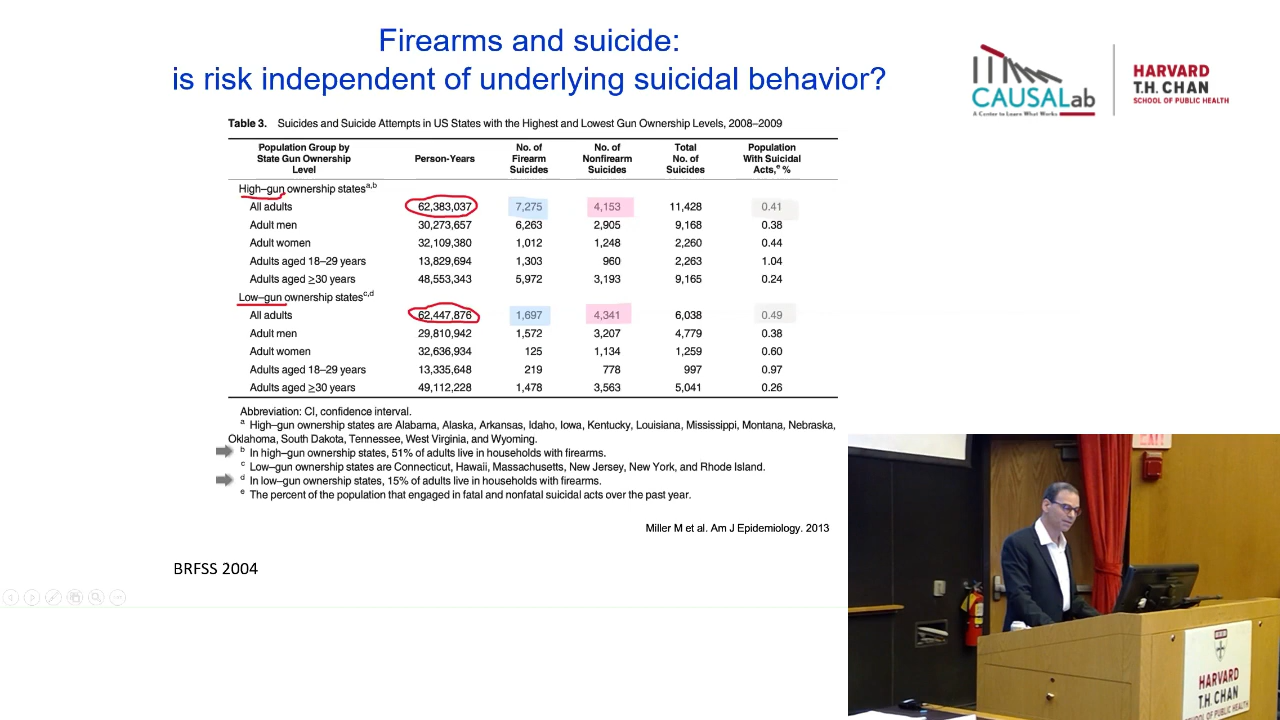 Firearms and suicide:
is risk independent of underlying suicidal behavior?
CAUSALab
A Center to Learn What Works
HARVARD
T.H. CHAN
SCHOOL OF PUBLIC HEALTH
Table 3. Suicides and Suicide Attempts in US States with the Highest and Lowest Gun Ownership Levels, 2008–2009
Population Group by State Gun Ownership Level Person-Years No. of Firearm Suicides No. of Nonfirearm Suicides Total No. of Suicides Population With Suicidal Acts,e %
High–gun ownership statesa,b
All adults 62,383,037 7,275 4,153 11,428 0.41
Adult men 30,273,657 6,263 2,905 9,168 0.38
Adult women 32,109,380 1,012 1,248 2,260 0.44
Adults aged 18–29 years 13,829,694 1,303 960 2,263 1.04
Adults aged ≥30 years 48,553,343 5,972 3,193 9,165 0.24
Low–gun ownership statesc,d
All adults 62,447,876 1,697 4,341 6,038 0.49
Adult men 29,810,942 1,572 3,207 4,779 0.38
Adult women 32,636,934 125 1,134 1,259 0.60
Adults aged 18–29 years 13,335,648 219 778 997 0.97
Adults aged ≥30 years 49,112,228 1,478 3,563 5,041 0.26
Abbreviation: CI, confidence interval.
a High–gun ownership states are Alabama, Alaska, Arkansas, Idaho, Iowa, Kentucky, Louisiana, Mississippi, Montana, Nebraska,
Oklahoma, South Dakota, Tennessee, West Virginia, and Wyoming.
b In high–gun ownership states, 51% of adults live in households with firearms.
c Low–gun ownership states are Connecticut, Hawaii, Massachusetts, New Jersey, New York, and Rhode Island.
d In low–gun ownership states, 15% of adults live in households with firearms.
e The percent of the population that engaged in fatal and nonfatal suicidal acts over the past year.
Miller M et al. Am J Epidemiology. 2013
BRFSS 2004
EXIT
HARVARD
T.H. CHAN
SCHOOL OF PUBLIC HEALTH